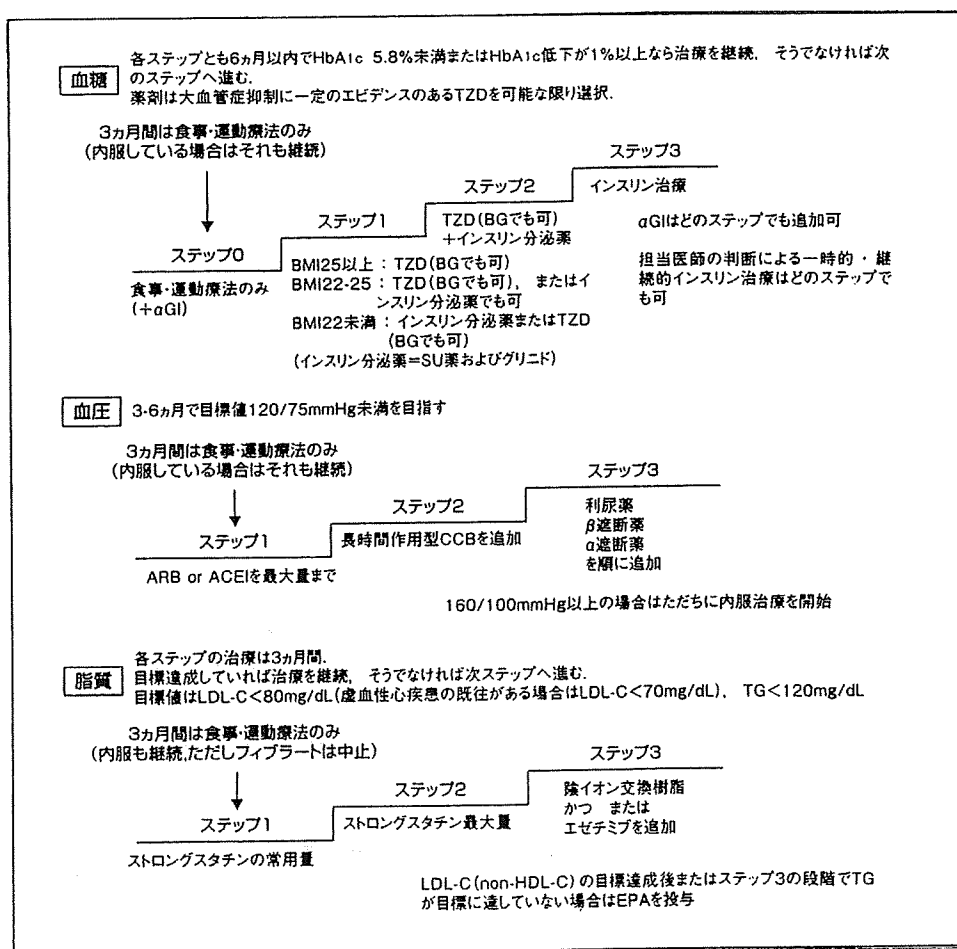 各ステップとも6ヵ月以内でHbA1c 5.8%未満またはHbA1c低下が1%以上なら治療を継続，そうでなければ次
のステップへ進む．
血糖
薬剤は大血管症抑制に一定のエビデンスのあるTZDを可能な限り選択．
3ヵ月間は食事・運動療法のみ
(内服している場合はそれも継続)
ステップ0
食事・運動療法のみ
(+αGI)
ステップ1
BMI25以上：TZD(BGでも可)
BMI22-25：TZD(BGでも可)，またはイ
ンスリン分泌薬でも可
BMI22未満：インスリン分泌薬またはTZD
(BGでも可)
(インスリン分泌薬=SU薬およびグリニド)
ステップ2
TZD(BGでも可)
+インスリン分泌薬
ステップ3
インスリン治療
αGIはどのステップでも追加可
担当医師の判断による一時的・継
続的インスリン治療はどのステップで
も可
血圧
3-6ヵ月で目標値120/75mmHg未満を目指す
3ヵ月間は食事・運動療法のみ
(内服している場合はそれも継続)
ステップ1
ARB or ACEIを最大量まで
ステップ2
長時間作用型CCBを追加
ステップ3
利尿薬
β遮断薬
α遮断薬
を順に追加
160/100mmHg以上の場合はただちに内服治療を開始
脂質
各ステップの治療は3ヵ月間．
目標達成していれば治療を継続，そうでなければ次ステップへ進む．
目標値はLDL-C<80mg/dL(虚血性心疾患の既往がある場合はLDL-C<70mg/dL)，TG<120mg/dL
3ヵ月間は食事・運動療法のみ
(内服も継続,ただしフィブラートは中止)
ステップ1
ストロングスタチンの常用量
ステップ2
ストロングスタチン最大量
ステップ3
陰イオン交換樹脂
かつ または
エゼチミブを追加
LDL-C(non-HDL-C)の目標達成後またはステップ3の段階でTG
が目標に達していない場合はEPAを投与